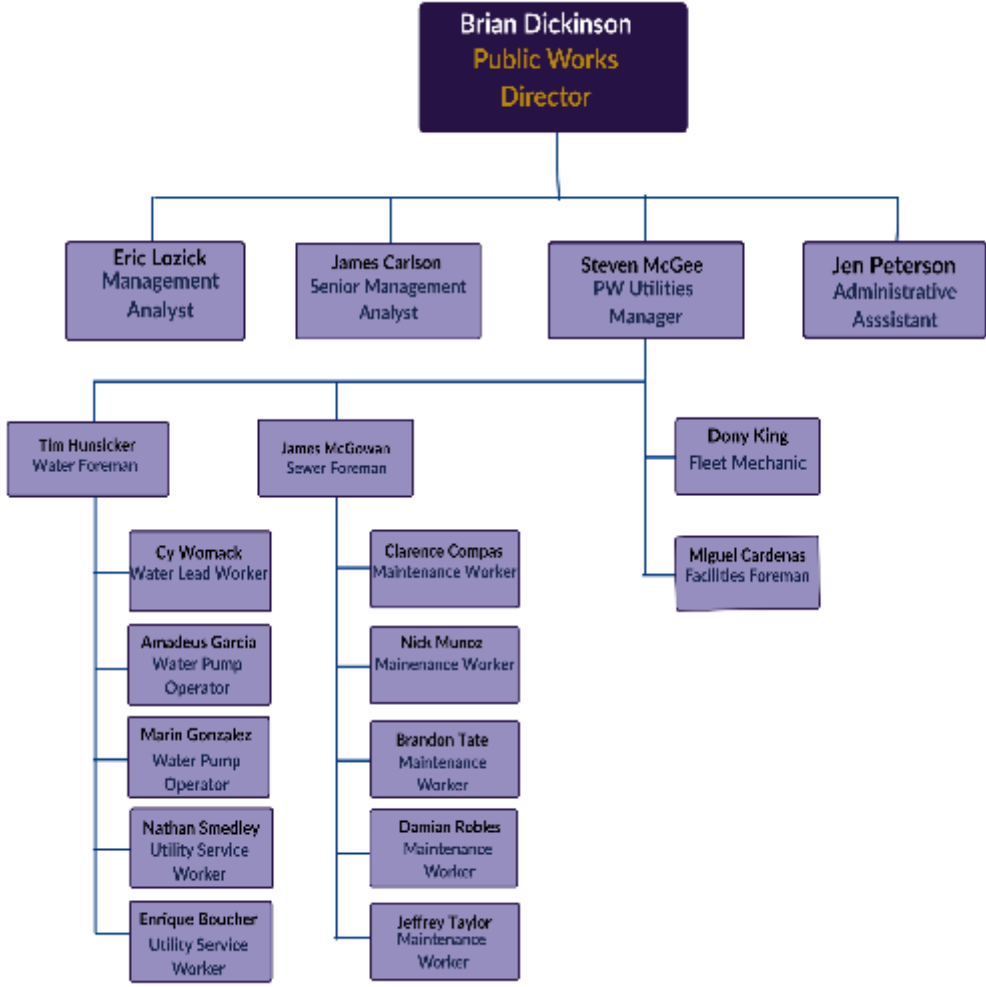 Brian Dickinson
Public Works
Director
Eric Lozick
Management
Analyst
James Carlson
Senior Management
Analyst
Steven McGee
PW Utilities
Manager
Jen Peterson
Administrative
Asssistant
Tim Hunsicker
Water Foreman
James McGowan
Sewer Foreman
Dony King
Fleet Mechanic
Miguel Cardenas
Facilities Foreman
Cy Womack
Water Lead Worker
Amadeus Garcia
Water Pump
Operator
Marin Gonzalez
Water Pump
Operator
Nathan Smedley
Utility Service
Worker
Enrique Boucher
Utility Service
Worker
Clarence Compas
Maintenance Worker
Nick Munoz
Mainenance Worker
Brandon Tate
Maintenance
Worker
Damian Robles
Maintenance
Worker
Jeffrey Taylor
Maintenance
Worker